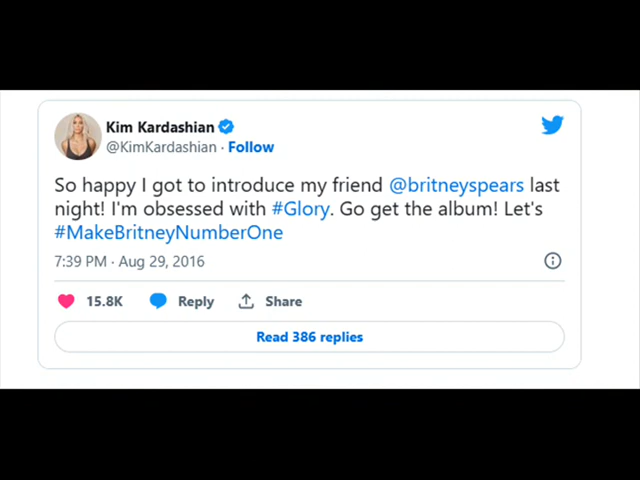 Kim Kardashian
@KimKardashian · Follow
So happy I got to introduce my friend @britneyspears last
night! I'm obsessed with #Glory. Go get the album! Let's
#MakeBritneyNumberOne
7:39 PM · Aug 29, 2016
15.8K Reply Share
Read 386 replies